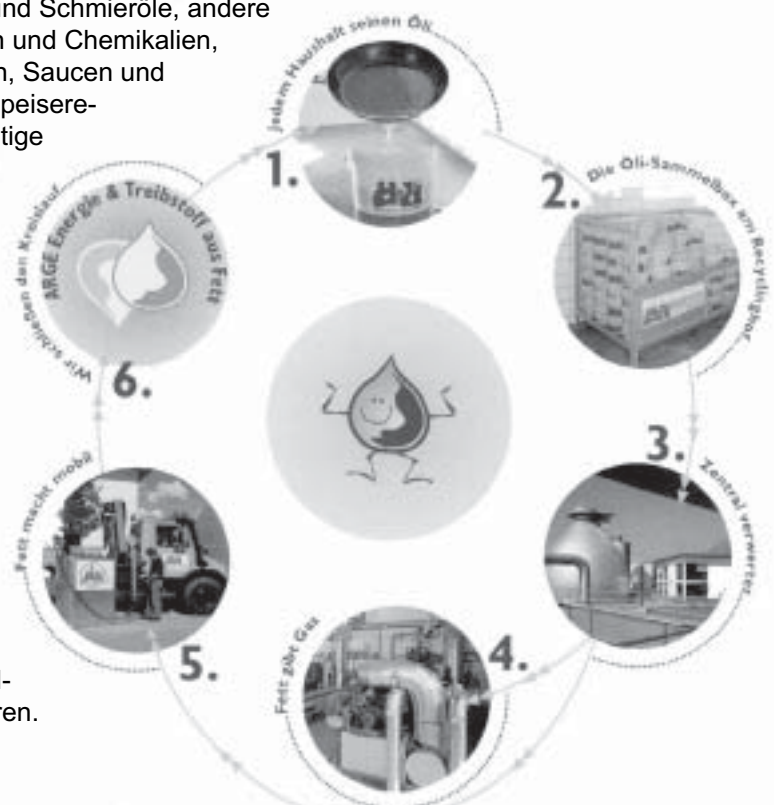 und Schmieröle, andere
n und Chemikalien,
n, Saucen und
peisere-
tige
1.
Jedem Haushalt seinen Öli...
2.
Die Öli-Sammelbox am Recyclinghof...
3.
Zentral verwerter
4.
Fett gibt Gas
5.
Fett macht mobil
6.
Wir schließen den Kreislauf
ARGE Energie & Treibstoff aus Fett
-
ren.